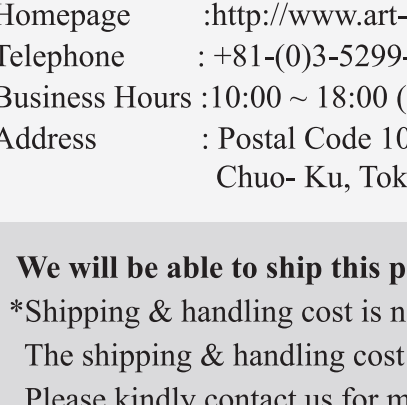 Homepage :http://www.art-
Telephone : +81-(0)3-5299-
Business Hours :10:00 ~ 18:00 (
Address : Postal Code 10
Chuo- Ku, Tok
We will be able to ship this p
*Shipping & handling cost is n
The shipping & handling cost
Please kindly contact us for m